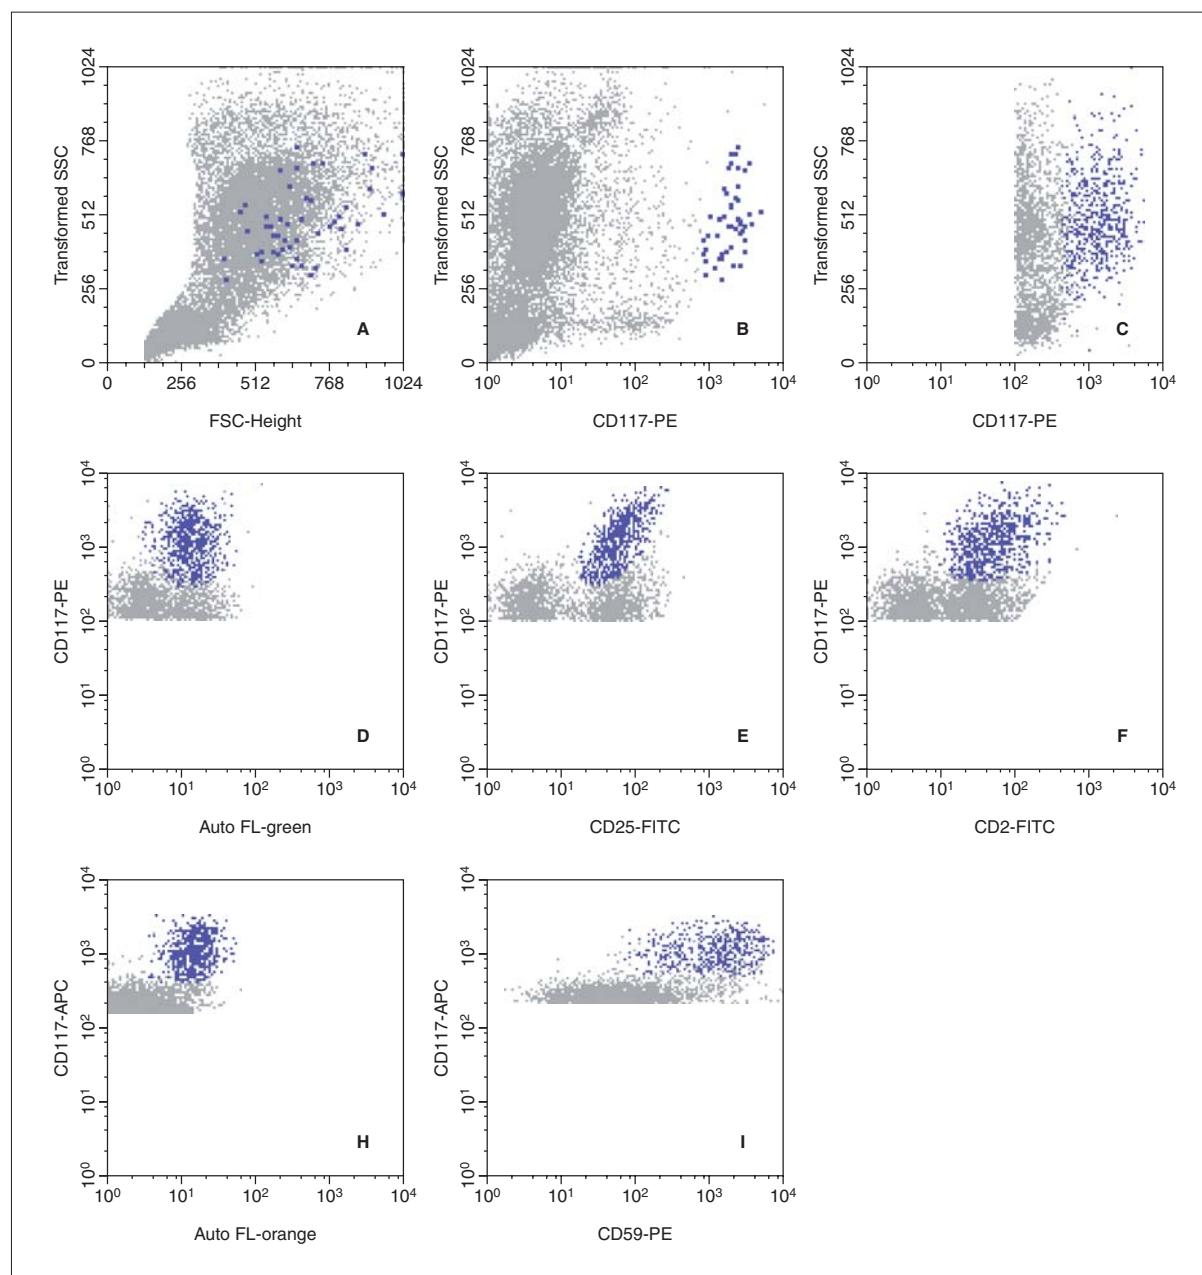 1024
768
512
256
0
Transformed SSC
A
0 256 512 768 1024
FSC-Height
1024
768
512
256
0
Transformed SSC
B
10⁰ 10¹ 10² 10³ 10⁴
CD117-PE
1024
768
512
256
0
Transformed SSC
C
10⁰ 10¹ 10² 10³ 10⁴
CD117-PE
10⁴
10³
10²
10¹
10⁰
CD117-PE
D
10⁰ 10¹ 10² 10³ 10⁴
Auto FL-green
10⁴
10³
10²
10¹
10⁰
CD117-PE
E
10⁰ 10¹ 10² 10³ 10⁴
CD25-FITC
10⁴
10³
10²
10¹
10⁰
CD117-PE
F
10⁰ 10¹ 10² 10³ 10⁴
CD2-FITC
10⁴
10³
10²
10¹
10⁰
CD117-APC
H
10⁰ 10¹ 10² 10³ 10⁴
Auto FL-orange
10⁴
10³
10²
10¹
10⁰
CD117-APC
I
10⁰ 10¹ 10² 10³ 10⁴
CD59-PE